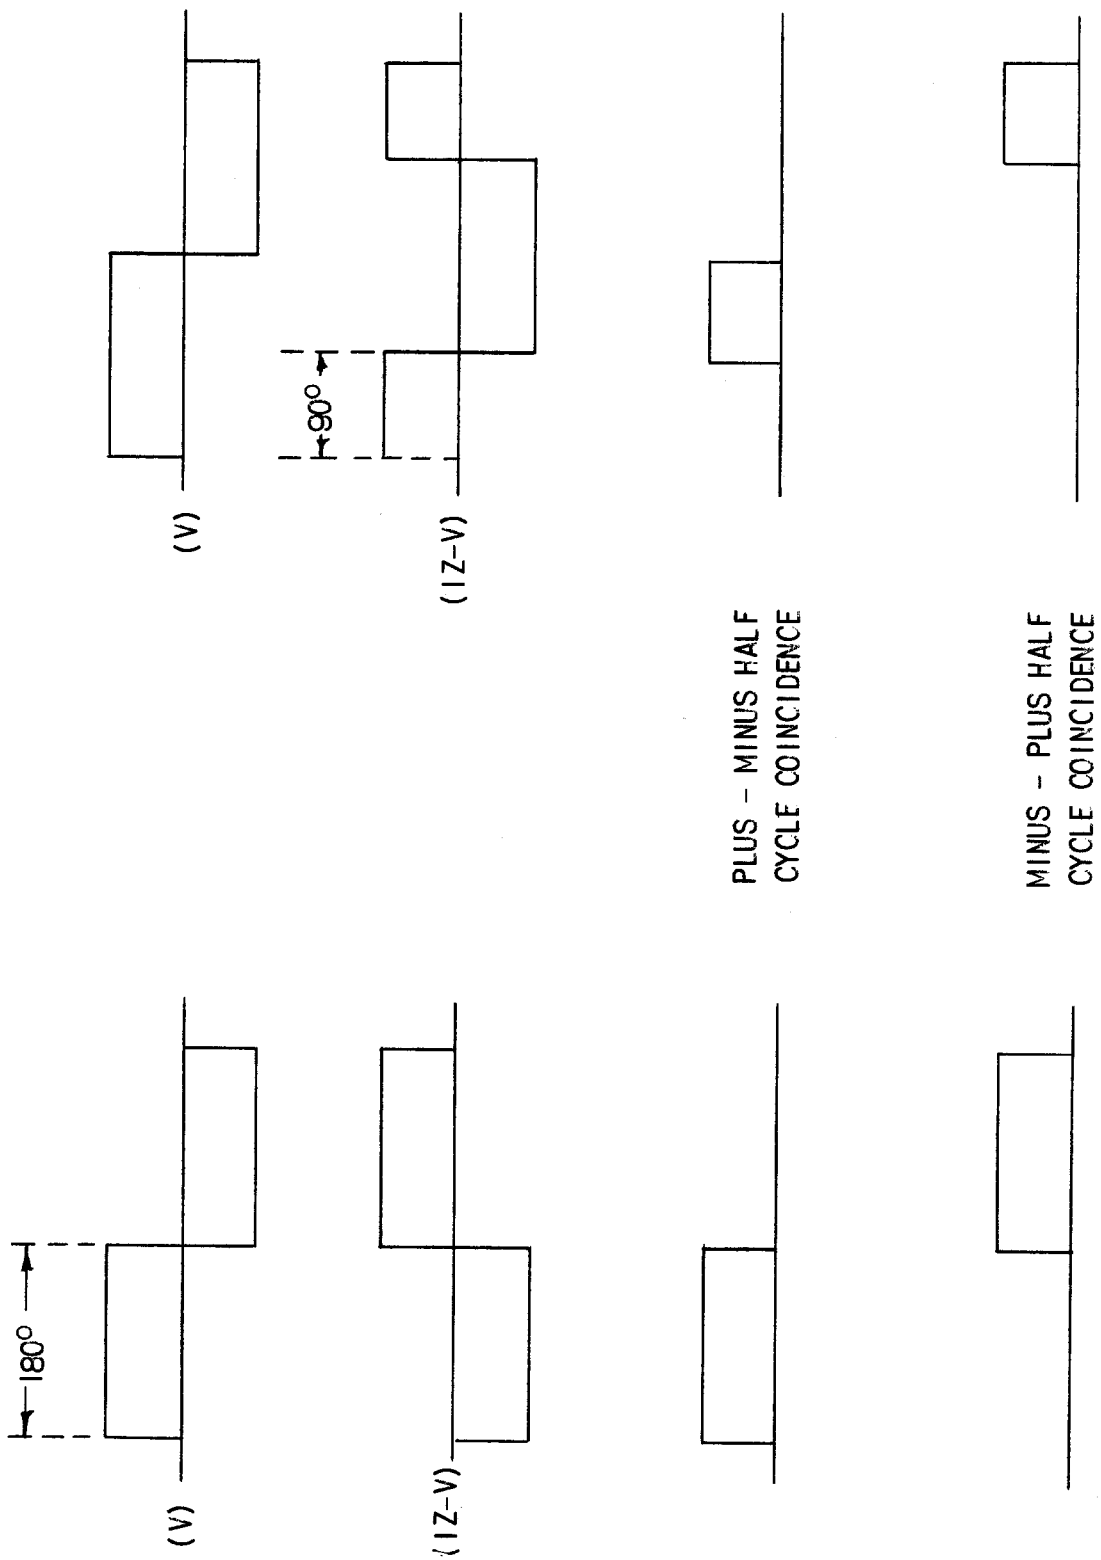 180°
(V)
(IZ-V)
PLUS - MINUS HALF
CYCLE COINCIDENCE
MINUS - PLUS HALF
CYCLE COINCIDENCE
(V)
90°
(IZ-V)